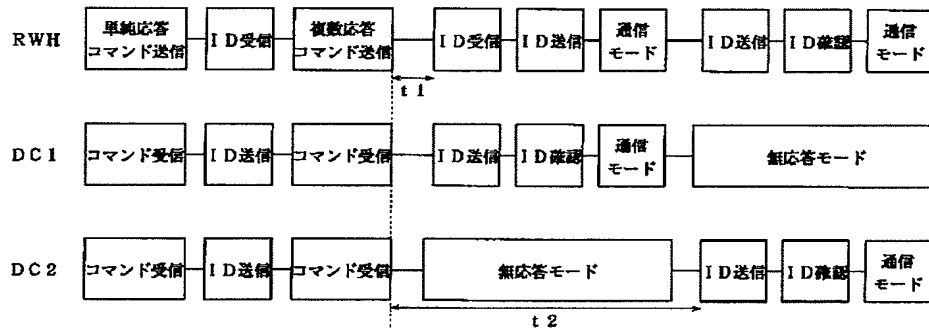 RWH
単純応答
コマンド送信
ID受信
複数応答
コマンド送信
ID受信
ID送信
通信
モード
ID送信
ID確認
通信
モード
t1
DC1
コマンド受信
ID送信
コマンド受信
ID送信
ID確認
通信
モード
無応答モード
DC2
コマンド受信
ID送信
コマンド受信
無応答モード
ID送信
ID確認
通信
モード
t2